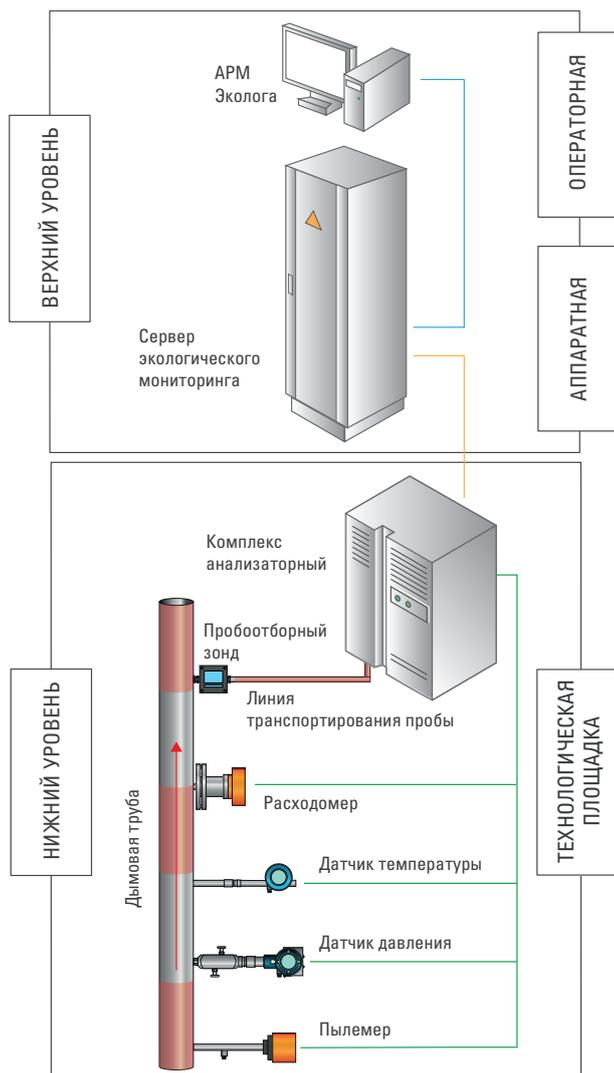 АРМ
Эколога
ОПЕРАТОРНАЯ
ВЕРХНИЙ УРОВЕНЬ
АППАРАТНАЯ
Сервер
экологического
мониторинга
Комплекс
анализаторный
Пробоотборный
зонд
Линия
транспортирования пробы
НИЖНИЙ УРОВЕНЬ
ТЕХНОЛОГИЧЕСКАЯ
ПЛОЩАДКА
Дымовая труба
Расходомер
Датчик температуры
Датчик давления
Пылемер